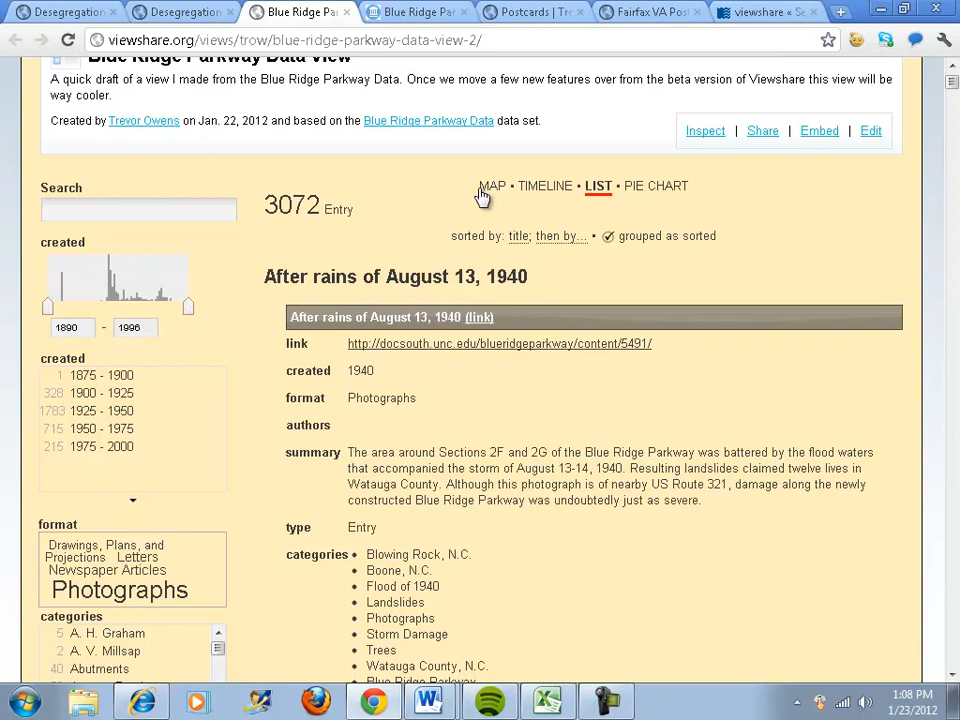 Desegregation
Desegregation
Blue Ridge Pa
Blue Ridge Par
Postcards | Tr
Fairfax VA Pos
viewshare « Se
viewshare.org/views/trow/blue-ridge-parkway-data-view-2/
Blue Ridge Parkway Data View
A quick draft of a view I made from the Blue Ridge Parkway Data. Once we move a few new features over from the beta version of Viewshare this view will be
way cooler.
Created by Trevor Owens on Jan. 22, 2012 and based on the Blue Ridge Parkway Data data set.
Inspect | Share | Embed | Edit
Search
3072 Entry
MAP • TIMELINE • LIST • PIE CHART
sorted by: title; then by... • grouped as sorted
created
1890 - 1996
created
1 1875 - 1900
328 1900 - 1925
1783 1925 - 1950
715 1950 - 1975
215 1975 - 2000
format
Drawings, Plans, and
Projections Letters
Newspaper Articles
Photographs
categories
5 A. H. Graham
2 A. V. Millsap
40 Abutments
After rains of August 13, 1940
After rains of August 13, 1940 (link)
link http://docsouth.unc.edu/blueridgeparkway/content/5491/
created 1940
format Photographs
authors
summary The area around Sections 2F and 2G of the Blue Ridge Parkway was battered by the flood waters
that accompanied the storm of August 13-14, 1940. Resulting landslides claimed twelve lives in
Watauga County. Although this photograph is of nearby US Route 321, damage along the newly
constructed Blue Ridge Parkway was undoubtedly just as severe.
type Entry
categories • Blowing Rock, N.C.
• Boone, N.C.
• Flood of 1940
• Landslides
• Photographs
• Storm Damage
• Trees
• Watauga County, N.C.
• Blue Ridge Parkway
1:08 PM
1/23/2012